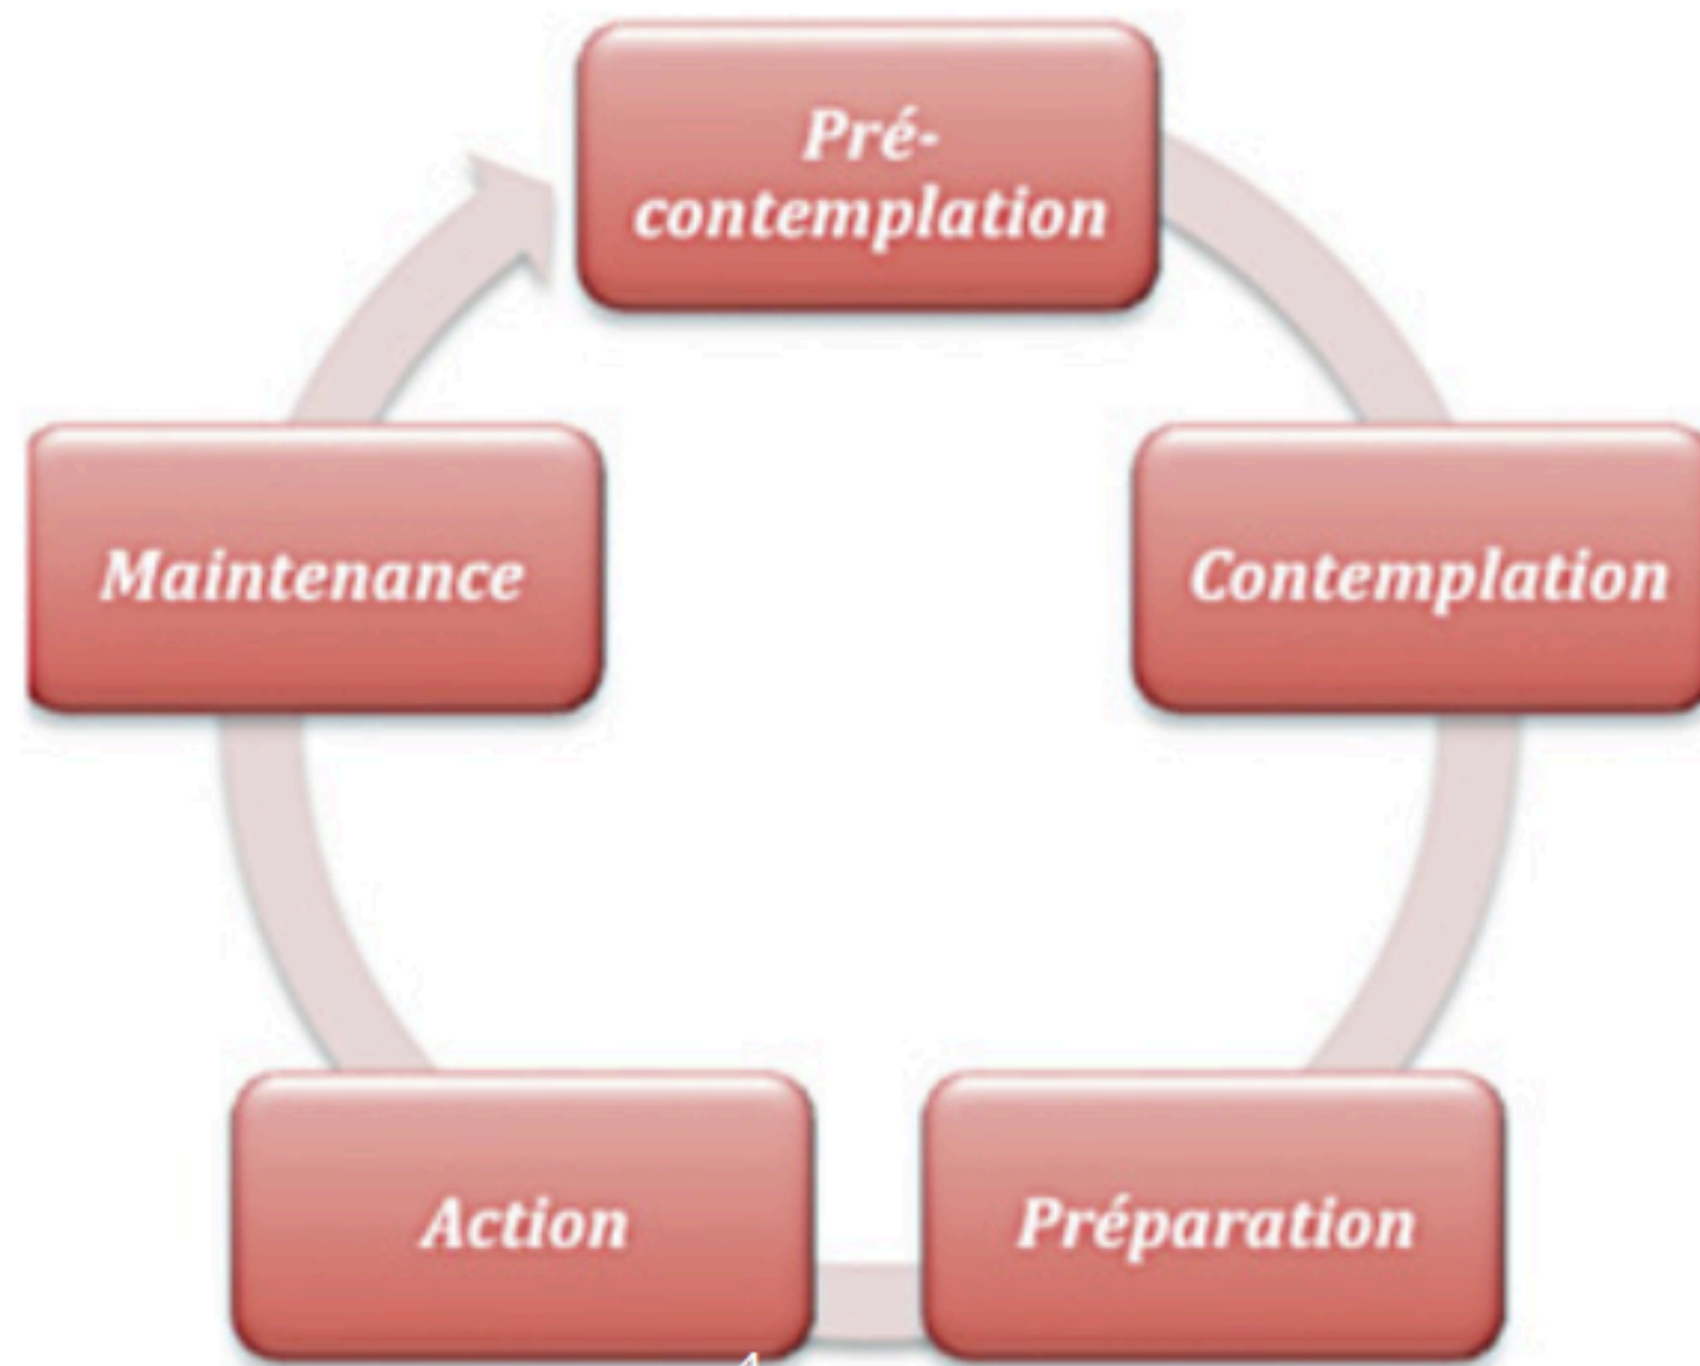 Pré-
contemplation
Contemplation
Préparation
Action
Maintenance